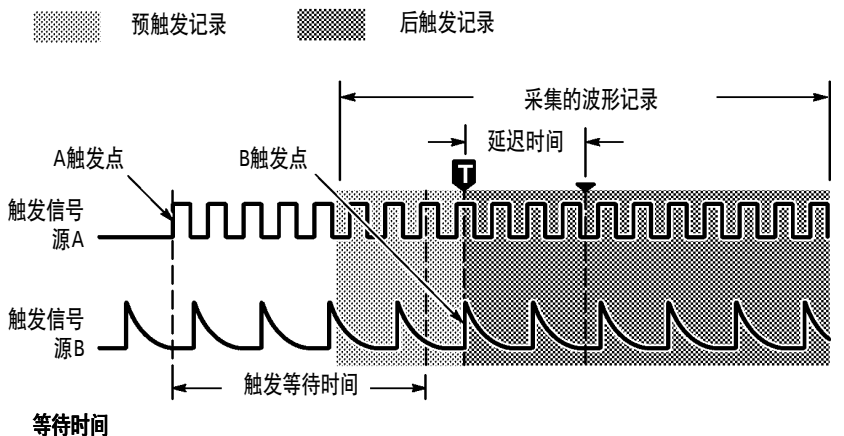 预触发记录
后触发记录
采集的波形记录
延迟时间
A触发点
B触发点
T
触发信号
源A
触发信号
源B
触发等待时间
等待时间